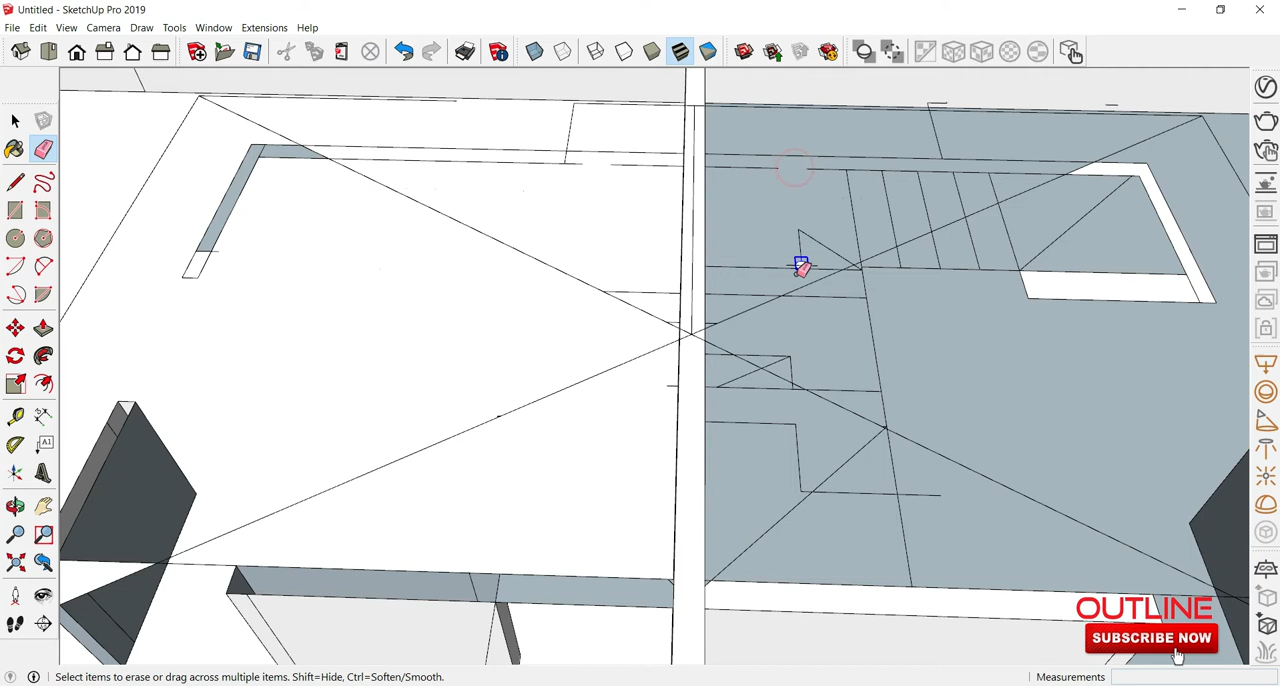 Untitled - SketchUp Pro 2019
File Edit View Camera Draw Tools Window Extensions Help
A1
OUTLINE
SUBSCRIBE NOW
Select items to erase or drag across multiple items. Shift=Hide, Ctrl=Soften/Smooth.
Measurements